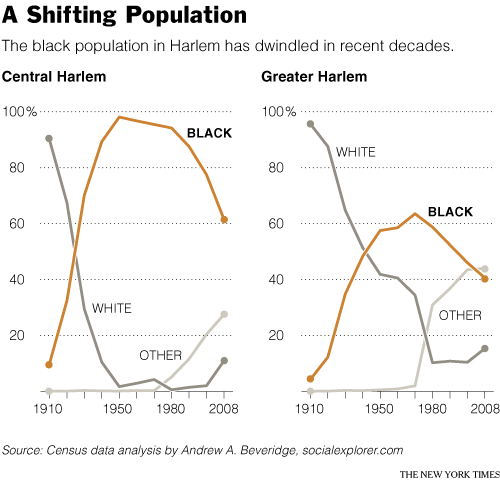 A Shifting Population
The black population in Harlem has dwindled in recent decades.
Central Harlem
100%
80
60
40
20
BLACK
WHITE
OTHER
1910
1950
1980
2008
Greater Harlem
100%
80
60
40
20
WHITE
BLACK
OTHER
1910
1950
1980
2008
Source: Census data analysis by Andrew A. Beveridge, socialexplorer.com
THE NEW YORK TIMES